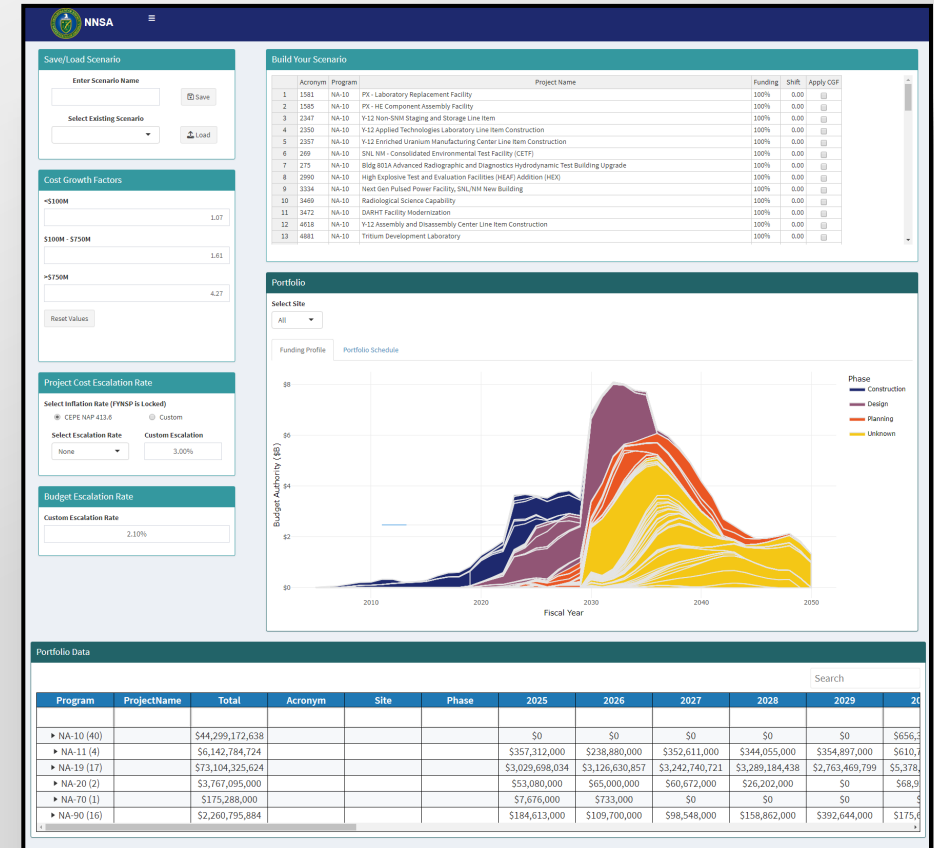 NNSA
Save/Load Scenario
Enter Scenario Name
Save
Select Existing Scenario
Load
Cost Growth Factors
<$100M
1.07
$100M - $750M
1.61
>$750M
4.27
Reset Values
Project Cost Escalation Rate
Select Inflation Rate (FYNSP is Locked)
CEPE NAP 413.6 Custom
Select Escalation Rate Custom Escalation
None 3.00%
Budget Escalation Rate
Custom Escalation Rate
2.10%
Build Your Scenario
Acronym Program Project Name Funding Shift Apply CGF
1 1581 NA-10 PX - Laboratory Replacement Facility 100% 0.00
2 1585 NA-10 PX - HE Component Assembly Facility 100% 0.00
3 2347 NA-10 Y-12 Non-SNM Staging and Storage Line Item 100% 0.00
4 2350 NA-10 Y-12 Applied Technologies Laboratory Line Item Construction 100% 0.00
5 2357 NA-10 Y-12 Enriched Uranium Manufacturing Center Line Item Construction 100% 0.00
6 269 NA-10 SNL NM - Consolidated Environmental Test Facility (CETF) 100% 0.00
7 275 NA-10 Bldg 801A Advanced Radiographic and Diagnostics Hydrodynamic Test Building Upgrade 100% 0.00
8 2990 NA-10 High Explosive Test and Evaluation Facilities (HEAF) Addition (HEX) 100% 0.00
9 3334 NA-10 Next Gen Pulsed Power Facility, SNL/NM New Building 100% 0.00
10 3469 NA-10 Radiological Science Capability 100% 0.00
11 3472 NA-10 DARHT Facility Modernization 100% 0.00
12 4618 NA-10 Y-12 Assembly and Disassembly Center Line Item Construction 100% 0.00
13 4881 NA-10 Tritium Development Laboratory 100% 0.00
Portfolio
Select Site
All
Funding Profile Portfolio Schedule
Budget Authority ($B)
$8
$6
$4
$2
$0
2010 2020 2030 2040 2050
Fiscal Year
Phase
Construction
Design
Planning
Unknown
Portfolio Data
Search
Program ProjectName Total Acronym Site Phase 2025 2026 2027 2028 2029 20
NA-10 (40) $44,299,172,638 $0 $0 $0 $0 $0 $656,3
NA-11 (4) $6,142,784,724 $357,312,000 $238,880,000 $352,611,000 $344,055,000 $354,897,000 $610,7
NA-19 (17) $73,104,325,624 $3,029,698,034 $3,126,630,857 $3,242,740,721 $3,289,184,438 $2,763,469,799 $5,378,
NA-20 (2) $3,767,095,000 $53,080,000 $65,000,000 $60,672,000 $26,202,000 $0 $68,9
NA-70 (1) $175,288,000 $7,676,000 $733,000 $0 $0 $0
NA-90 (16) $2,260,795,884 $184,613,000 $109,700,000 $98,548,000 $158,862,000 $392,644,000 $175,6